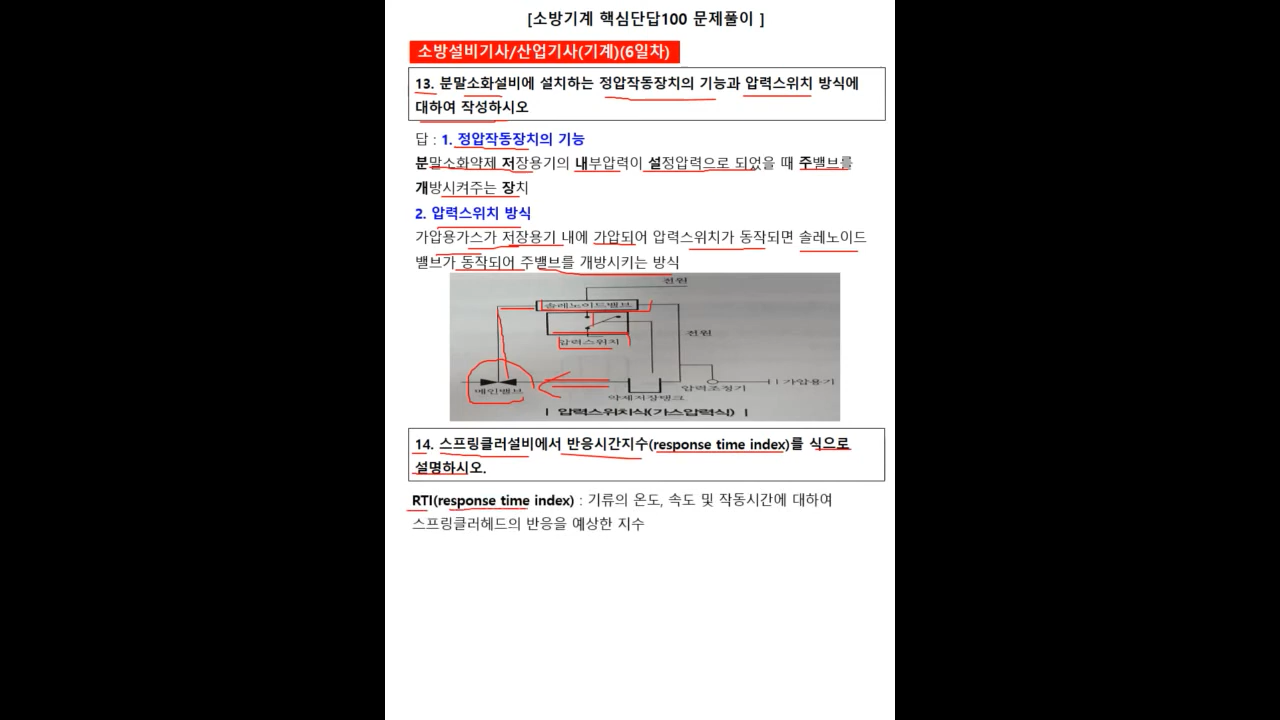 [소방기계 핵심단답100 문제풀이 ]
소방설비기사/산업기사(기계)(6일차)
13. 분말소화설비에 설치하는 정압작동장치의 기능과 압력스위치 방식에
대하여 작성하시오
답 : 1. 정압작동장치의 기능
분말소화약제 저장용기의 내부압력이 설정압력으로 되었을 때 주밸브를
개방시켜주는 장치
2. 압력스위치 방식
가압용가스가 저장용기 내에 가압되어 압력스위치가 동작되면 솔레노이드
밸브가 동작되어 주밸브를 개방시키는 방식
전원
솔레노이드밸브
전원
압력스위치
메인밸브
압력조정기
가압용기
약제저장탱크
| 압력스위치식(가스압력식) |
14. 스프링클러설비에서 반응시간지수(response time index)를 식으로
설명하시오.
RTI(response time index) : 기류의 온도, 속도 및 작동시간에 대하여
스프링클러헤드의 반응을 예상한 지수